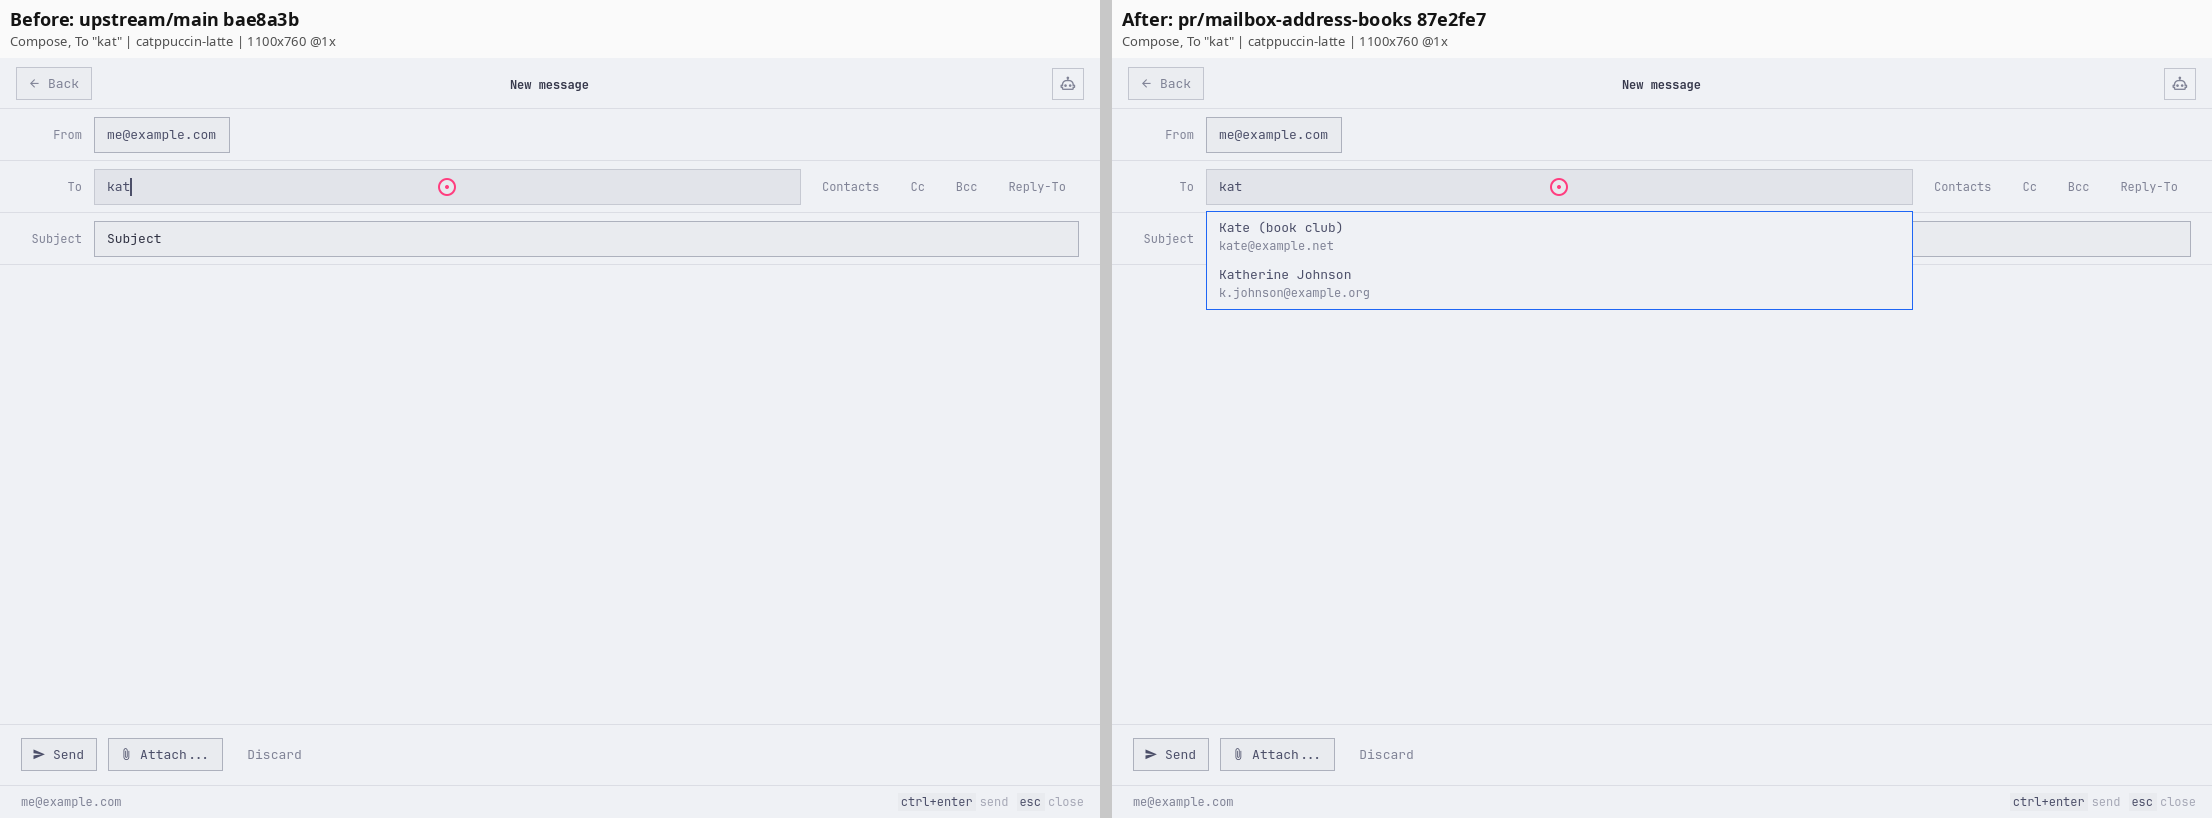 Before: upstream/main bae8a3b
Compose, To "kat" | catppuccin-latte | 1100x760 @1x
← Back
New message
From
me@example.com
To
kat
Contacts
Cc
Bcc
Reply-To
Subject
Subject
Send
Attach...
Discard
me@example.com
ctrl+enter send esc close
After: pr/mailbox-address-books 87e2fe7
Compose, To "kat" | catppuccin-latte | 1100x760 @1x
← Back
New message
From
me@example.com
To
kat
Contacts
Cc
Bcc
Reply-To
Subject
Kate (book club)
kate@example.net
Katherine Johnson
k.johnson@example.org
Send
Attach...
Discard
me@example.com
ctrl+enter send esc close